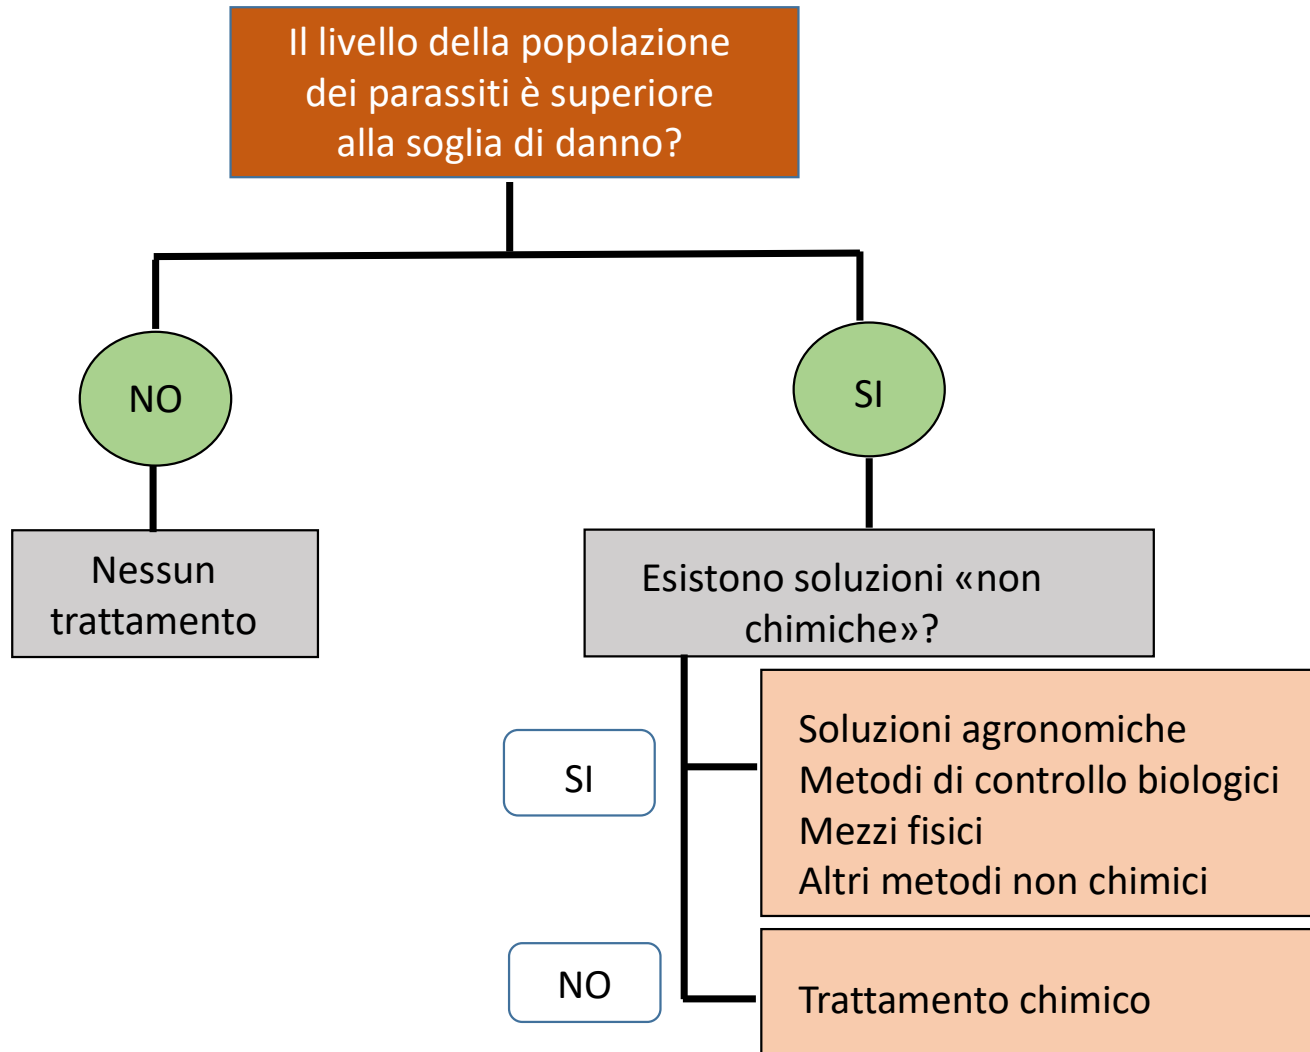 Il livello della popolazione
dei parassiti è superiore
alla soglia di danno?
NO
SI
Nessun
trattamento
Esistono soluzioni «non
chimiche»?
SI
Soluzioni agronomiche
Metodi di controllo biologici
Mezzi fisici
Altri metodi non chimici
NO
Trattamento chimico